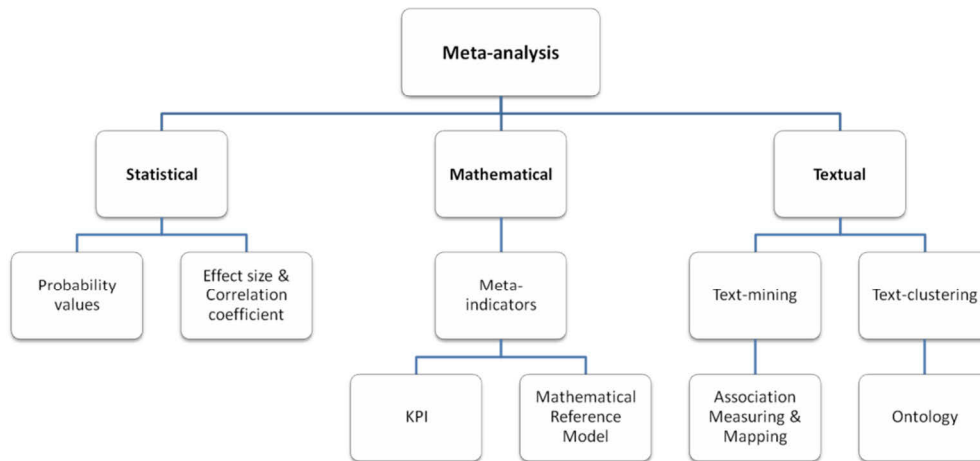 Meta-analysis
Statistical
Mathematical
Textual
Probability
values
Effect size &
Correlation
coefficient
Meta-
indicators
Text-mining
Text-clustering
KPI
Mathematical
Reference
Model
Association
Measuring &
Mapping
Ontology